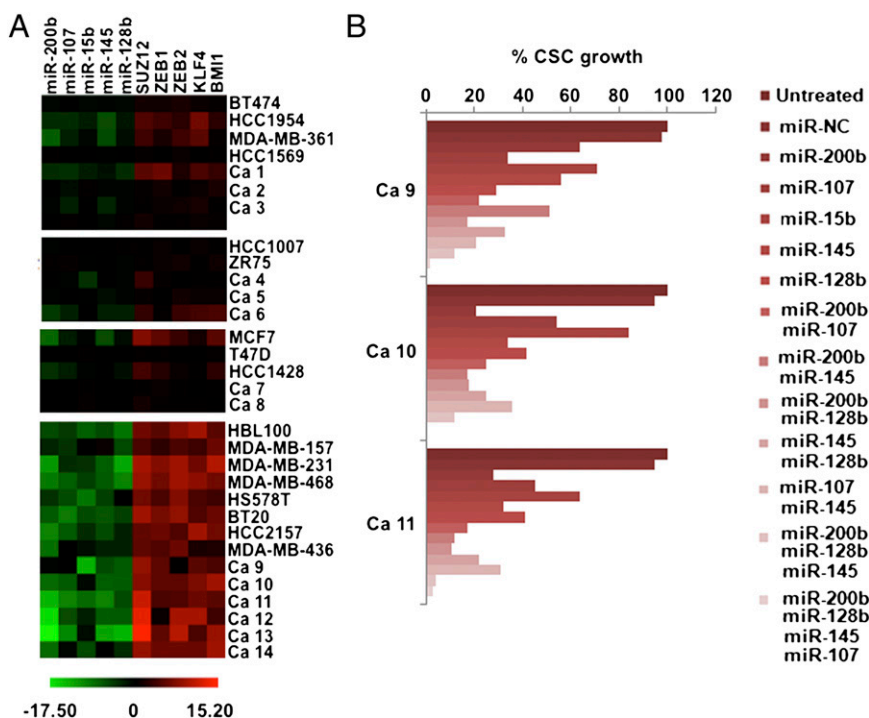 A
miR-200b
miR-107
miR-15b
miR-145
miR-128b
SUZ12
ZEB1
ZEB2
KLF4
BMI1
BT474
HCC1954
MDA-MB-361
HCC1569
Ca 1
Ca 2
Ca 3
HCC1007
ZR75
Ca 4
Ca 5
Ca 6
MCF7
T47D
HCC1428
Ca 7
Ca 8
HBL100
MDA-MB-157
MDA-MB-231
MDA-MB-468
HS578T
BT20
HCC2157
MDA-MB-436
Ca 9
Ca 10
Ca 11
Ca 12
Ca 13
Ca 14
-17.50 0 15.20
B
% CSC growth
0 20 40 60 80 100 120
Ca 9
Ca 10
Ca 11
Untreated
miR-NC
miR-200b
miR-107
miR-15b
miR-145
miR-128b
miR-200b
miR-107
miR-200b
miR-145
miR-200b
miR-128b
miR-145
miR-128b
miR-107
miR-145
miR-200b
miR-128b
miR-145
miR-200b
miR-128b
miR-145
miR-107